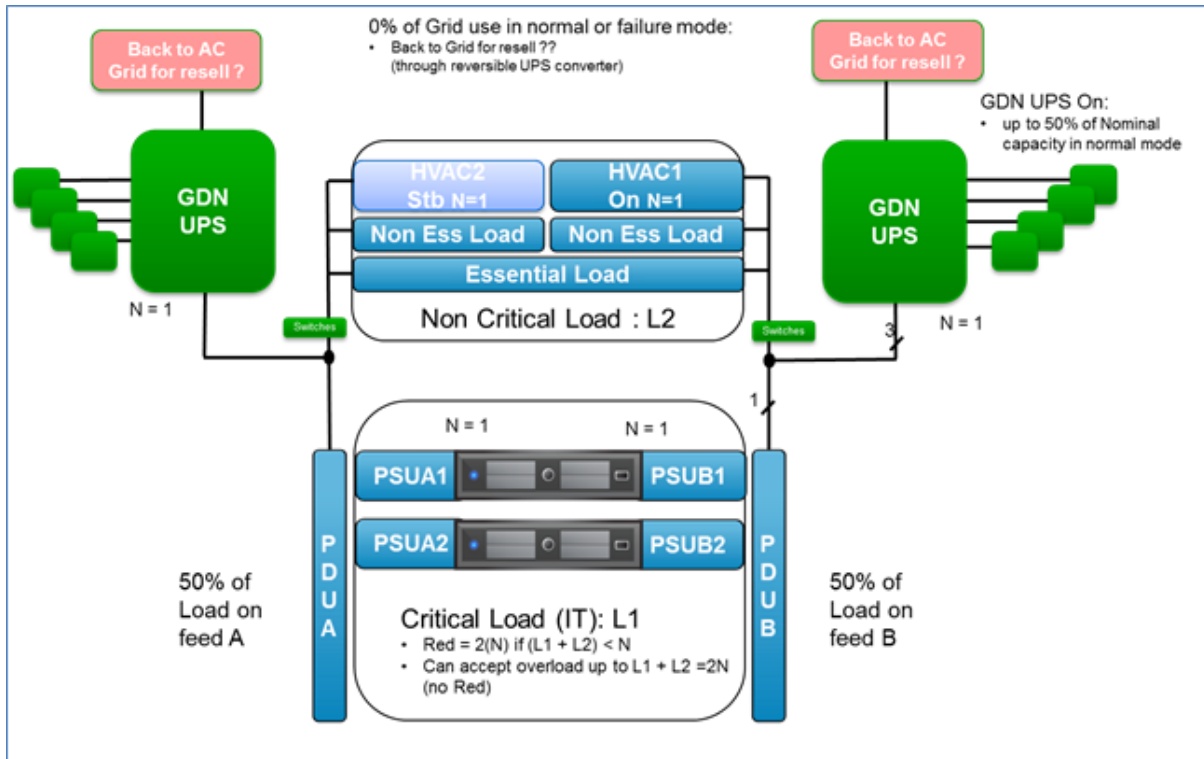 Back to AC
Grid for resell ?
0% of Grid use in normal or failure mode:
• Back to Grid for resell ??
(through reversible UPS converter)
Back to AC
Grid for resell ?
GDN UPS On:
• up to 50% of Nominal
capacity in normal mode
GDN
UPS
N = 1
HVAC2
Stb N=1
HVAC1
On N=1
Non Ess Load
Non Ess Load
Essential Load
Non Critical Load : L2
Switches
Switches
GDN
UPS
N = 1
3
1
N = 1
N = 1
PSUA1
PSUB1
PSUA2
PSUB2
PDUA
PDUB
50% of
Load on
feed A
50% of
Load on
feed B
Critical Load (IT): L1
• Red = 2(N) if (L1 + L2) < N
• Can accept overload up to L1 + L2 =2N
(no Red)